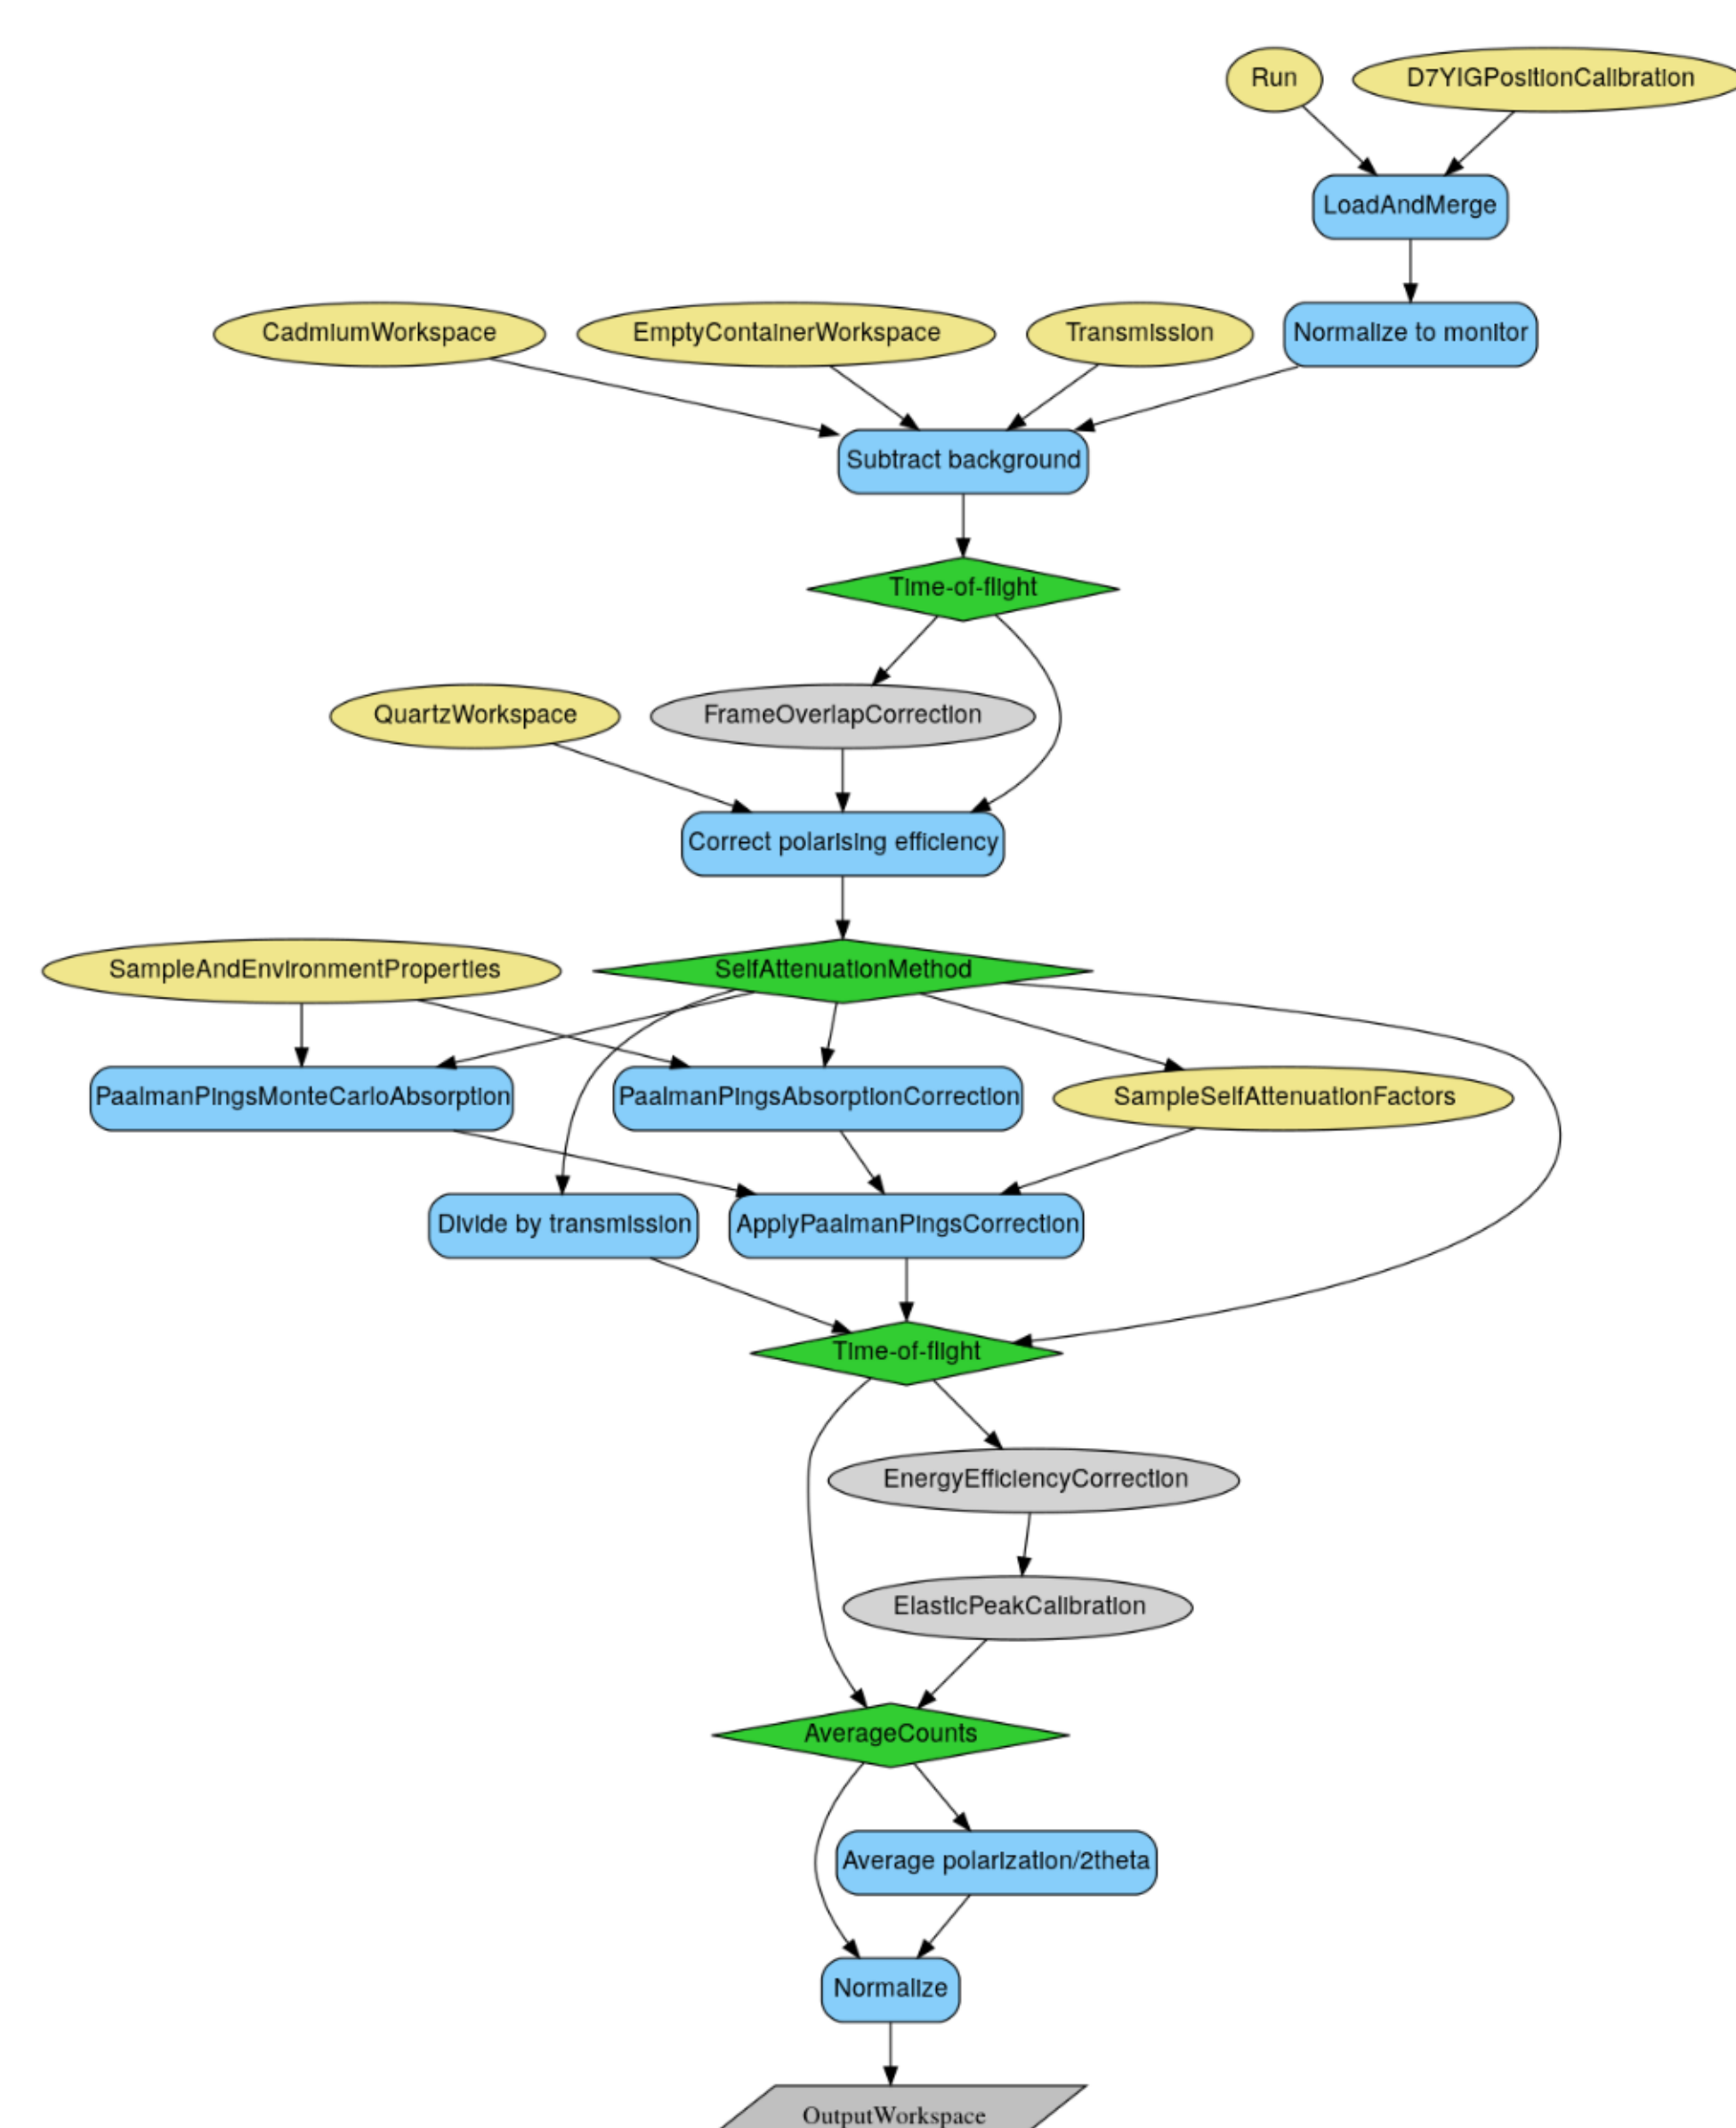 Run
D7YIGPositionCalibration
LoadAndMerge
CadmiumWorkspace
EmptyContainerWorkspace
Transmission
Normalize to monitor
Subtract background
Time-of-flight
QuartzWorkspace
FrameOverlapCorrection
Correct polarising efficiency
SampleAndEnvironmentProperties
SelfAttenuationMethod
PaalmanPingsMonteCarloAbsorption
PaalmanPingsAbsorptionCorrection
SampleSelfAttenuationFactors
Divide by transmission
ApplyPaalmanPingsCorrection
Time-of-flight
EnergyEfficiencyCorrection
ElasticPeakCalibration
AverageCounts
Average polarization/2theta
Normalize
OutputWorkspace